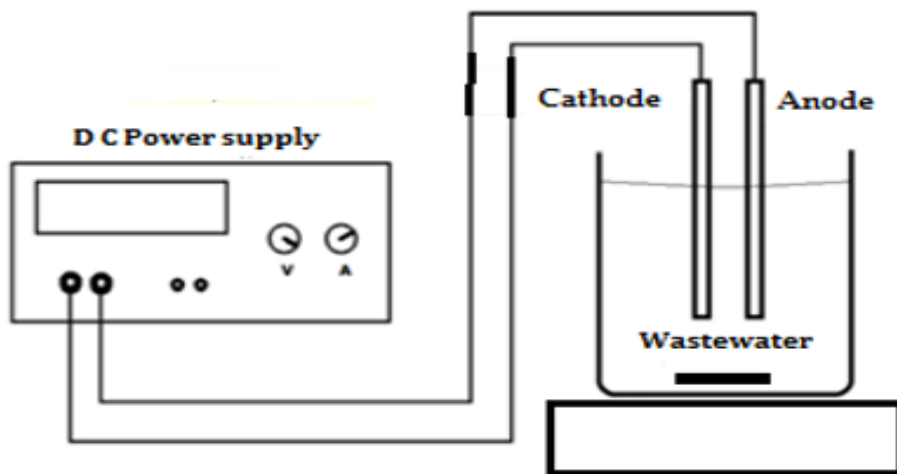 Cathode
Anode
D C Power supply
V
A
Wastewater